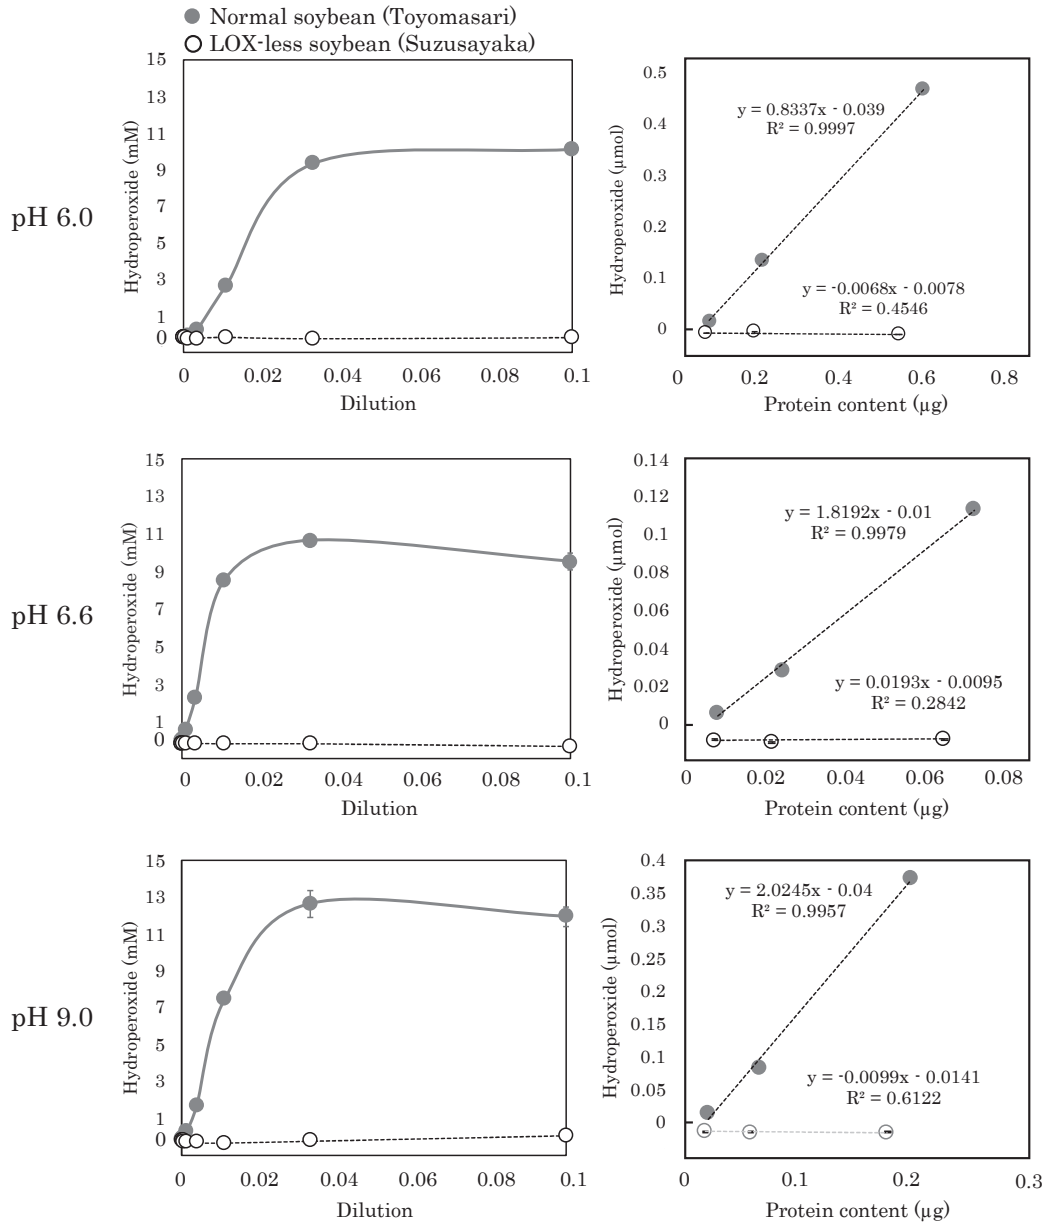 Normal soybean (Toyomasari)
LOX-less soybean (Suzusayaka)
pH 6.0
Hydroperoxide (mM)
15
13
11
9
7
5
3
1
0
0 0.02 0.04 0.06 0.08 0.1
Dilution
Hydroperoxide (µmol)
0.5
0.4
0.3
0.2
0.1
0
y = 0.8337x - 0.039
R² = 0.9997
y = -0.0068x - 0.0078
R² = 0.4546
0 0.2 0.4 0.6 0.8
Protein content (µg)
pH 6.6
Hydroperoxide (mM)
15
13
11
9
7
5
3
1
0
0 0.02 0.04 0.06 0.08 0.1
Dilution
Hydroperoxide (µmol)
0.14
0.12
0.1
0.08
0.06
0.04
0.02
0
y = 1.8192x - 0.01
R² = 0.9979
y = 0.0193x - 0.0095
R² = 0.2842
0 0.02 0.04 0.06 0.08
Protein content (µg)
pH 9.0
Hydroperoxide (mM)
15
13
11
9
7
5
3
1
0
0 0.02 0.04 0.06 0.08 0.1
Dilution
Hydroperoxide (µmol)
0.4
0.35
0.3
0.25
0.2
0.15
0.1
0.05
0
y = 2.0245x - 0.04
R² = 0.9957
y = -0.0099x - 0.0141
R² = 0.6122
0 0.1 0.2 0.3
Protein content (µg)